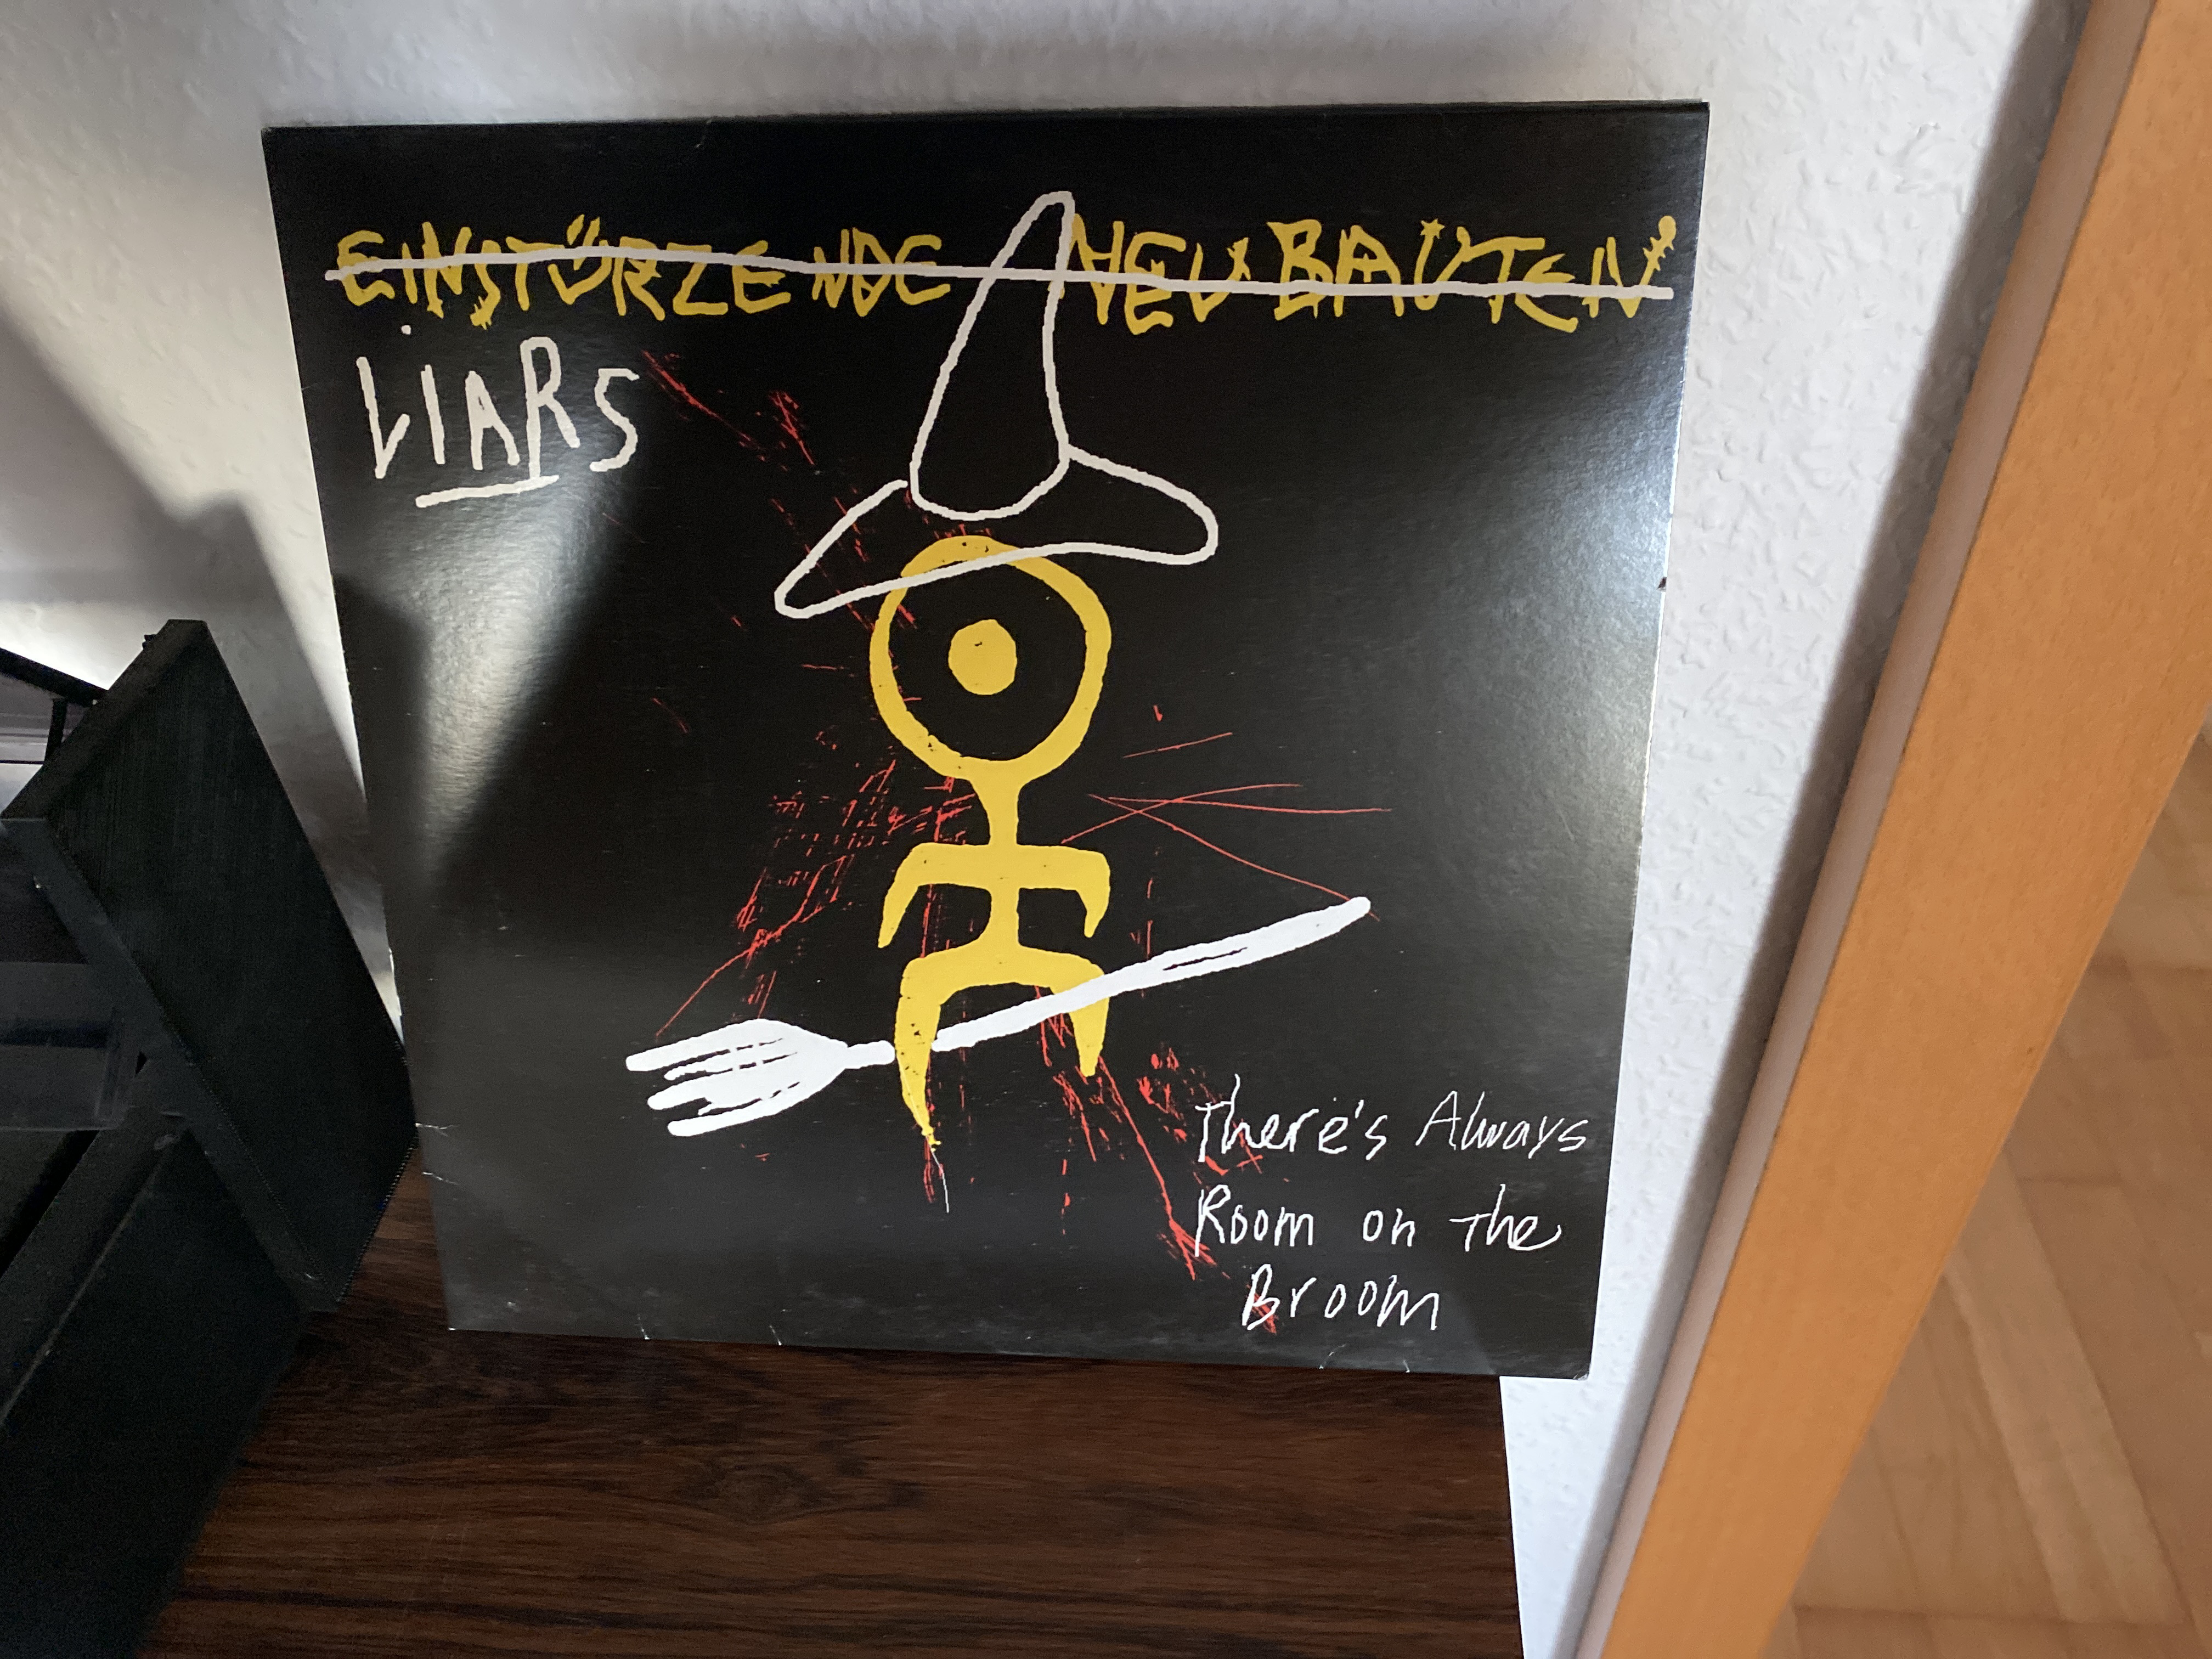 EINSTÜRZENDE NEUBAUTEN
LIARS
There's Always
Room on The
Broom